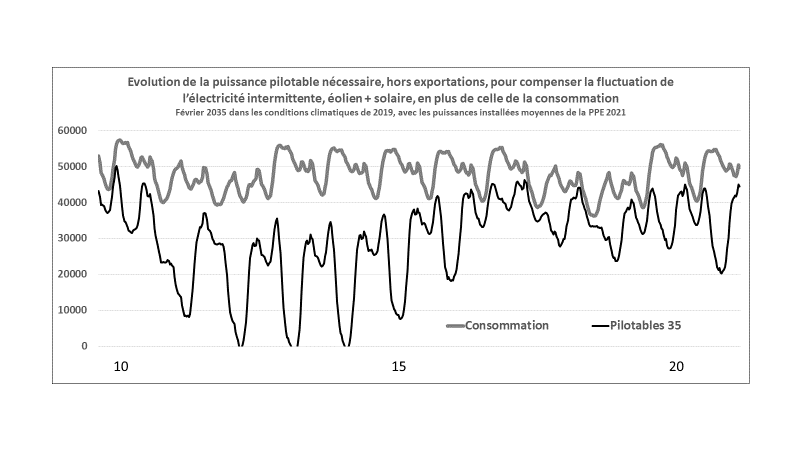 Evolution de la puissance pilotable nécessaire, hors exportations, pour compenser la fluctuation de
l'électricité intermittente, éolien + solaire, en plus de celle de la consommation
Février 2035 dans les conditions climatiques de 2019, avec les puissances installées moyennes de la PPE 2021
60000
50000
40000
30000
20000
10000
0
Consommation Pilotables 35
10 15 20